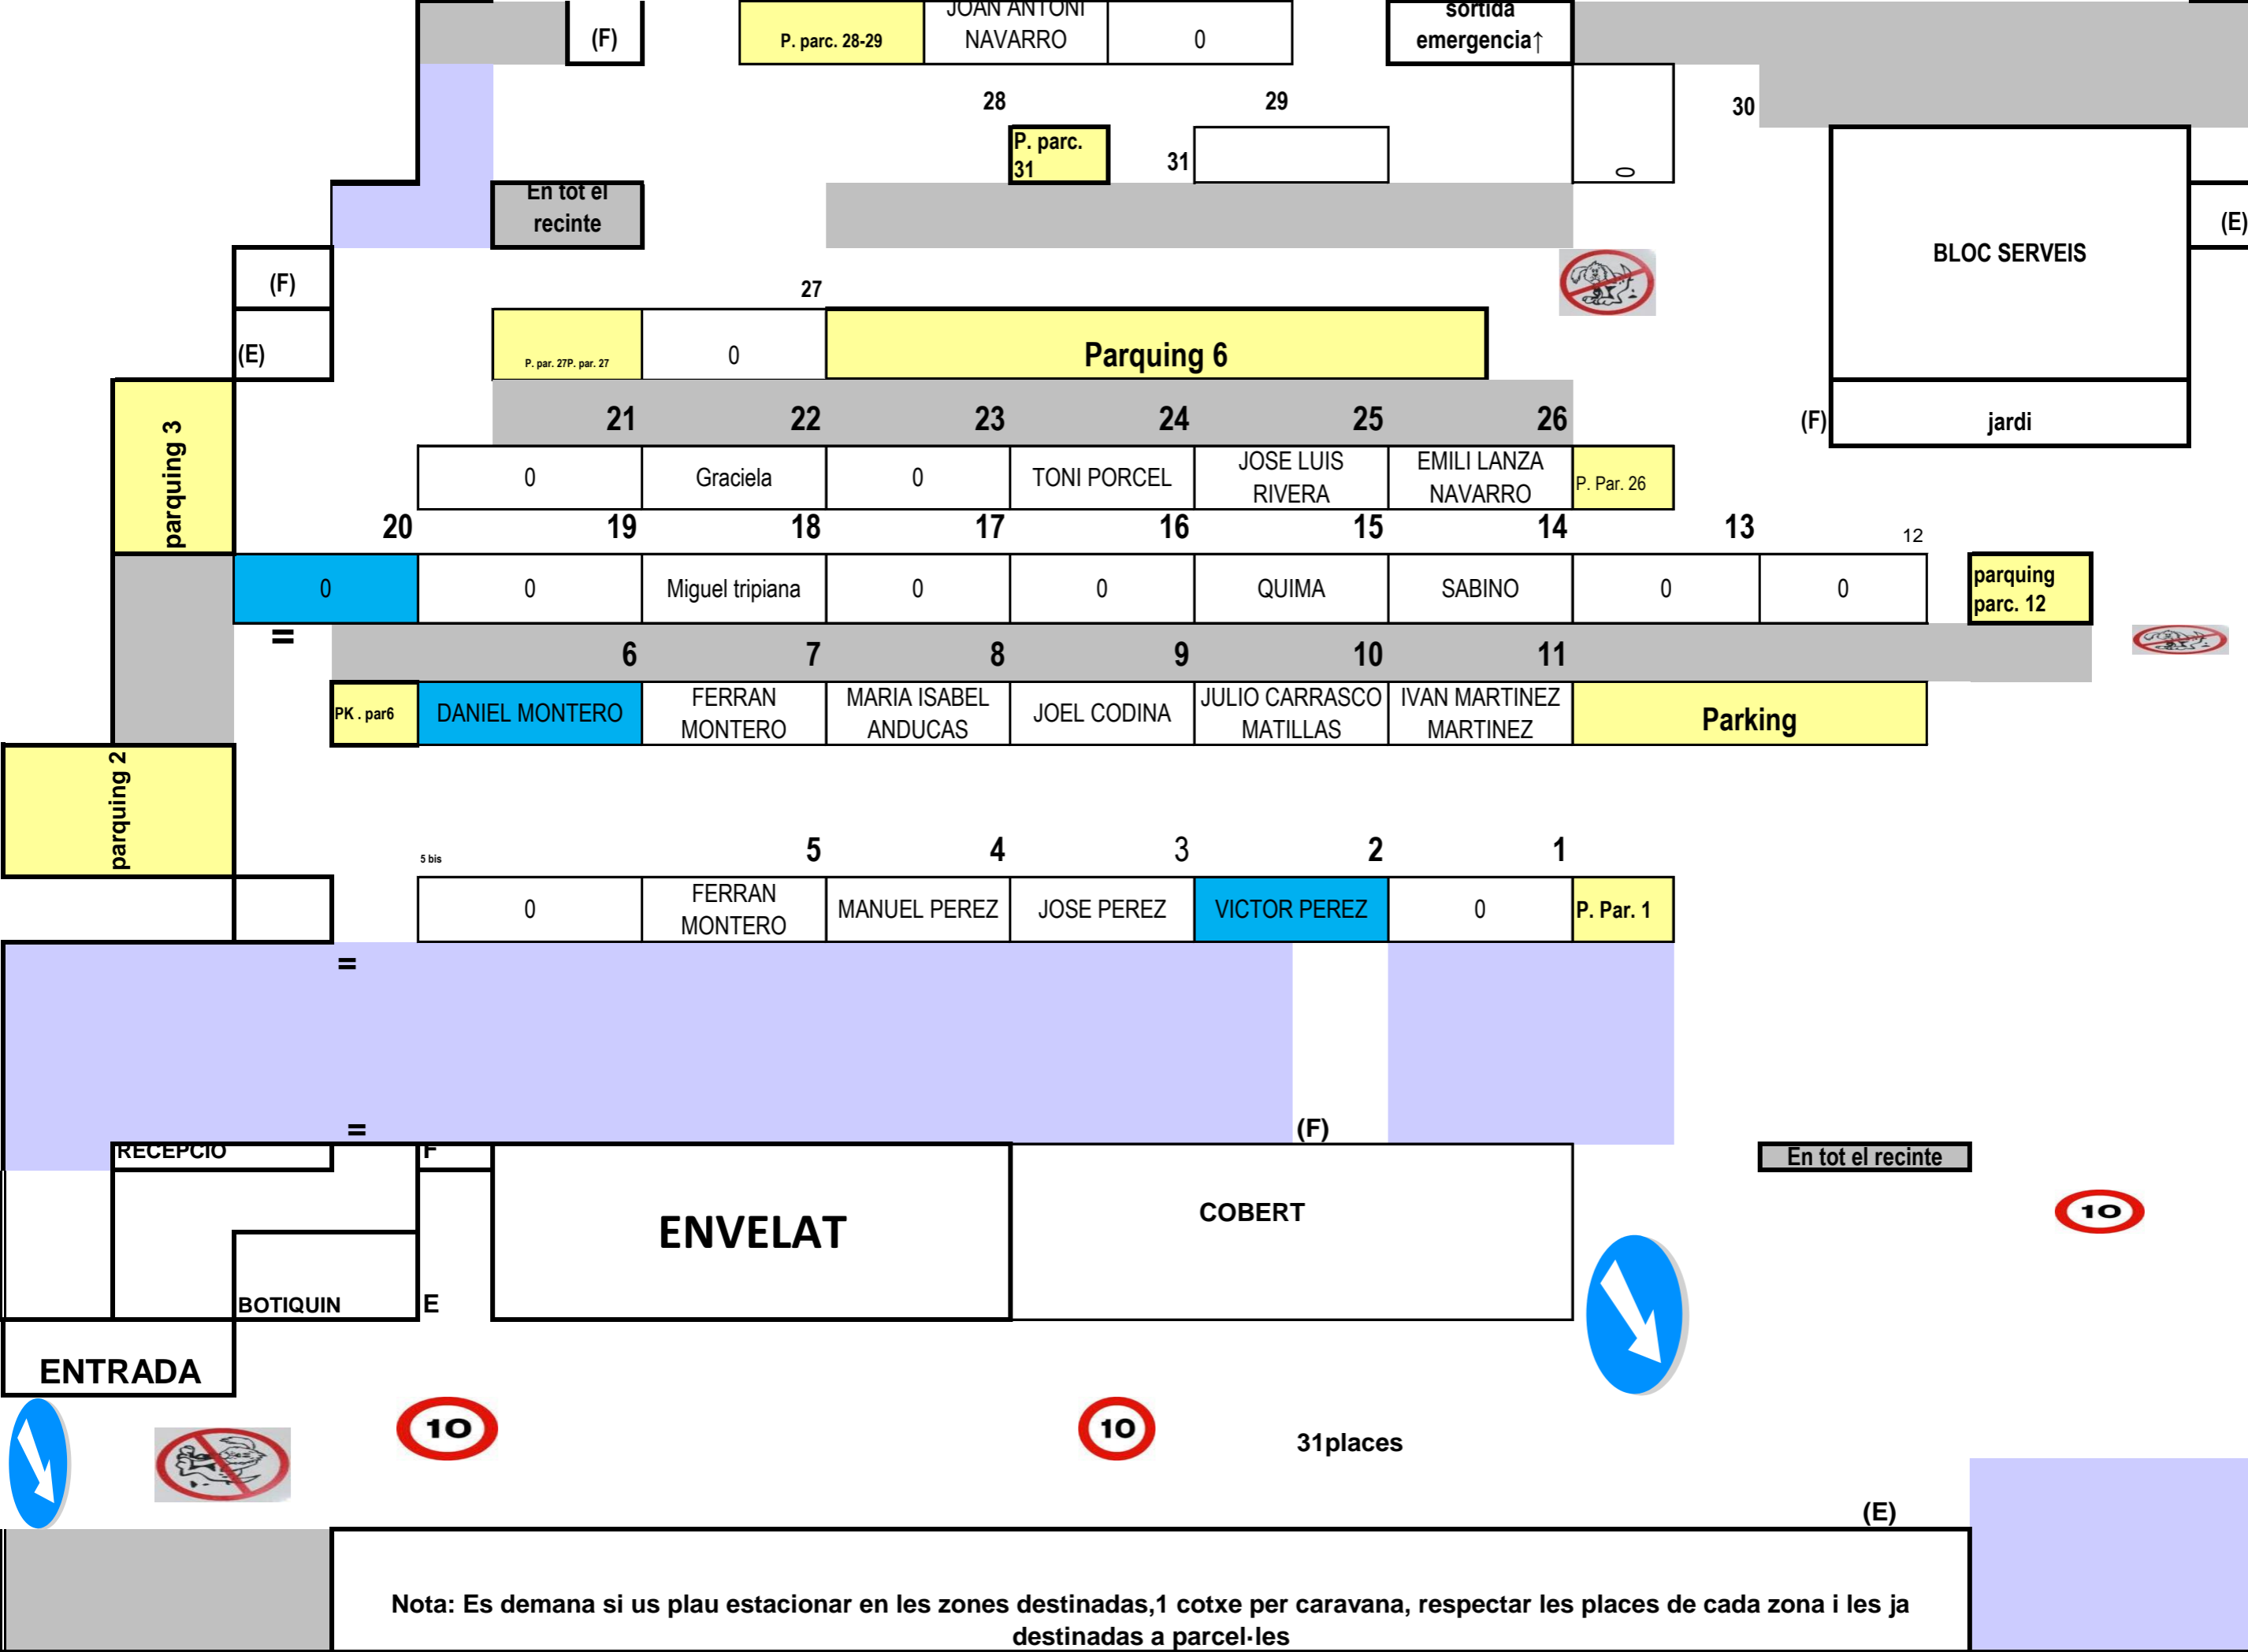 JOAN ANTONI
NAVARRO
sortida
emergencia↑
(F)
P. parc. 28-29
0
28
29
30
P. parc.
31
31
0
En tot el
recinte
(E)
BLOC SERVEIS
(F)
27
(E)
P. par. 27P. par. 27
0
Parquing 6
parquing 3
21
22
23
24
25
26
(F)
jardi
0
Graciela
0
TONI PORCEL
JOSE LUIS
RIVERA
EMILI LANZA
NAVARRO
P. Par. 26
20
19
18
17
16
15
14
13
12
0
0
Miguel tripiana
0
0
QUIMA
SABINO
0
0
parquing
parc. 12
=
6
7
8
9
10
11
PK . par6
DANIEL MONTERO
FERRAN
MONTERO
MARIA ISABEL
ANDUCAS
JOEL CODINA
JULIO CARRASCO
MATILLAS
IVAN MARTINEZ
MARTINEZ
Parking
parquing 2
5 bis
5
4
3
2
1
0
FERRAN
MONTERO
MANUEL PEREZ
JOSE PEREZ
VICTOR PEREZ
0
P. Par. 1
=
=
(F)
RECEPCIO
F
En tot el recinte
ENVELAT
COBERT
10
BOTIQUIN
E
ENTRADA
10
10
31places
(E)
Nota: Es demana si us plau estacionar en les zones destinadas,1 cotxe per caravana, respectar les places de cada zona i les ja
destinadas a parcel·les